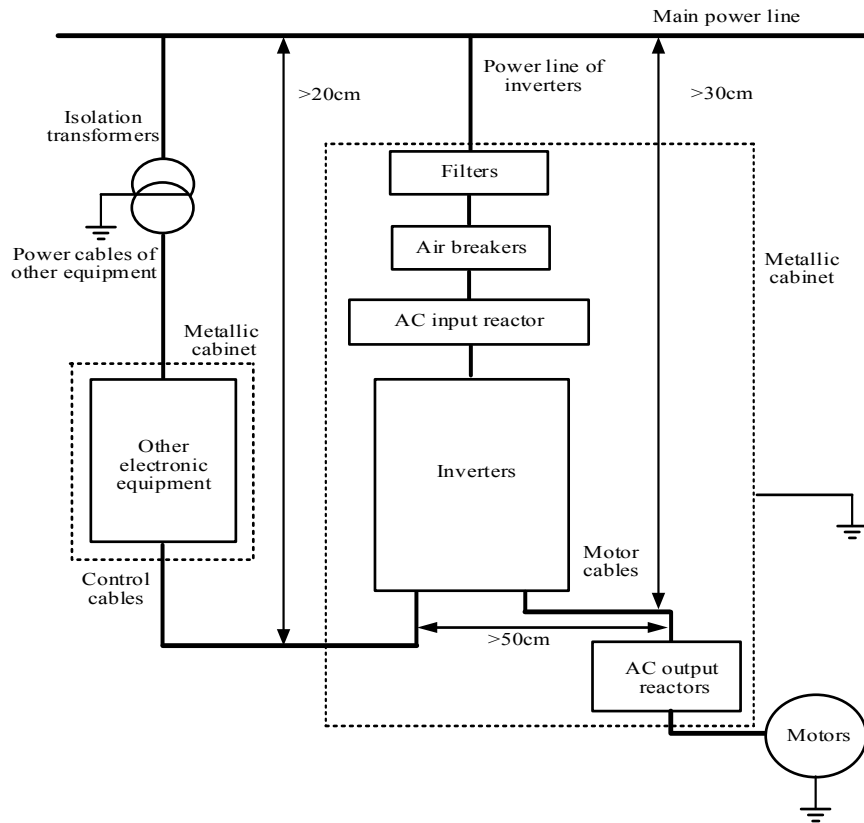 Main power line
>20cm
Power line of
inverters
>30cm
Isolation
transformers
Filters
Power cables of
other equipment
Air breakers
Metallic
cabinet
AC input reactor
Metallic
cabinet
Other
electronic
equipment
Inverters
Control
cables
Motor
cables
>50cm
AC output
reactors
Motors